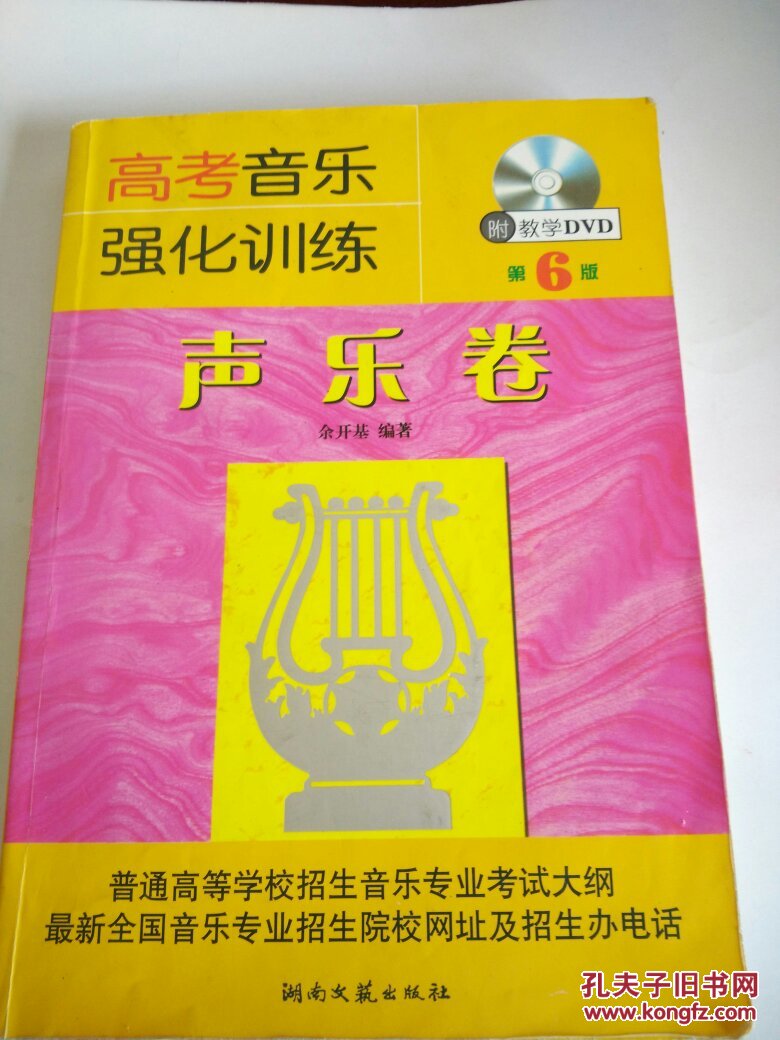 高考音乐
强化训练
附 教学DVD
第6版
声乐卷
余开基 编著
普通高等学校招生音乐专业考试大纲
最新全国音乐专业招生院校网址及招生办电话
湖南文艺出版社
孔夫子旧书网
www.kongfz.com